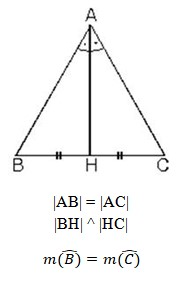 A
B H C
|AB| = |AC|
|BH| ^ |HC|
m(B̂) = m(Ĉ)